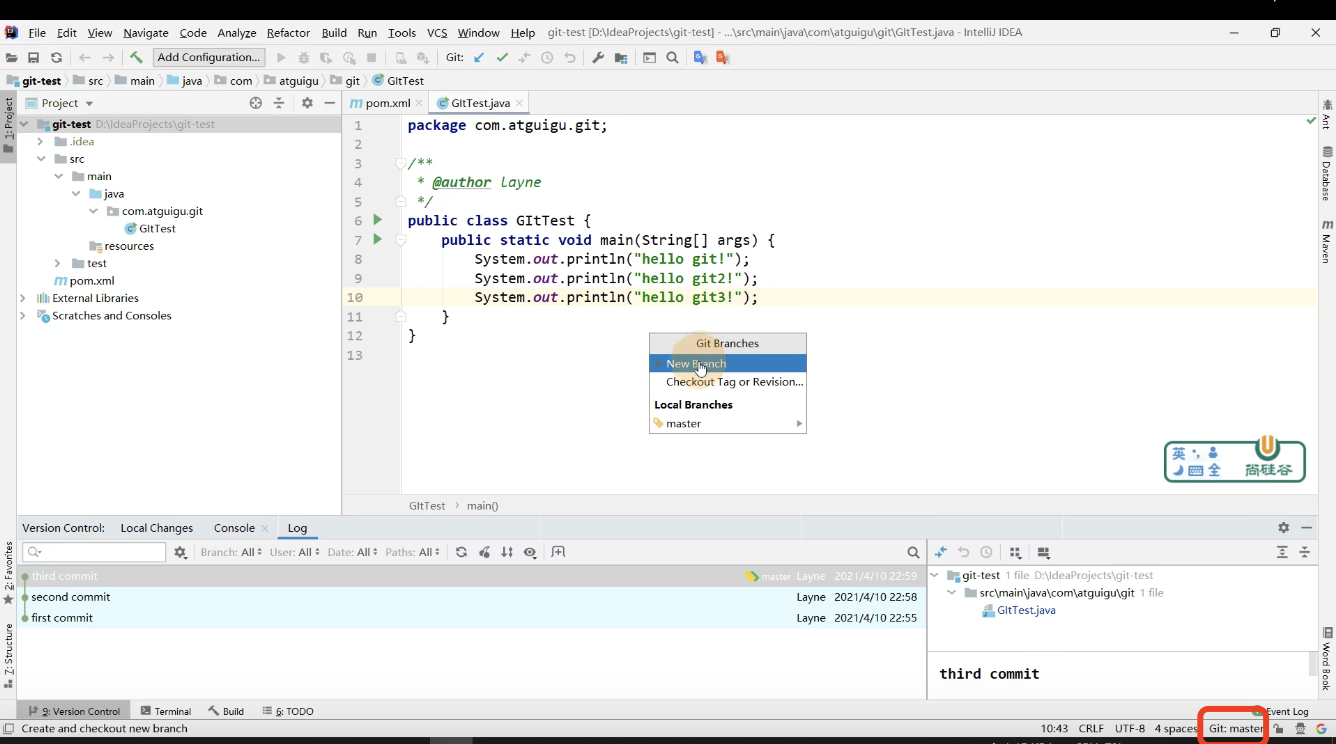 File Edit View Navigate Code Analyze Refactor Build Run Tools VCS Window Help git-test [D:\IdeaProjects\git-test] - ...\src\main\java\com\atguigu\git\GItTest.java - IntelliJ IDEA
Add Configuration... Git:
git-test src main java com atguigu git GItTest
1: Project
Project
pom.xml GItTest.java
git-test D:\IdeaProjects\git-test
.idea
src
main
java
com.atguigu.git
GItTest
resources
test
pom.xml
External Libraries
Scratches and Consoles
1 package com.atguigu.git;
2
3 /**
4 * @author layne
5 */
6 public class GItTest {
7 public static void main(String[] args) {
8 System.out.println("hello git!");
9 System.out.println("hello git2!");
10 System.out.println("hello git3!");
11 }
12 }
13
Git Branches
New Branch
Checkout Tag or Revision...
Local Branches
master
Ant
Database
Maven
英 •,
全 尚硅谷
GItTest > main()
Version Control: Local Changes Console Log
Branch: All User: All Date: All Paths: All
third commit master Layne 2021/4/10 22:59
second commit Layne 2021/4/10 22:58
first commit Layne 2021/4/10 22:55
git-test 1 file D:\IdeaProjects\git-test
src\main\java\com\atguigu\git 1 file
GItTest.java
third commit
2: Favorites
7: Structure
Word Book
9: Version Control Terminal Build 6: TODO Event Log
Create and checkout new branch 10:43 CRLF UTF-8 4 spaces Git: master